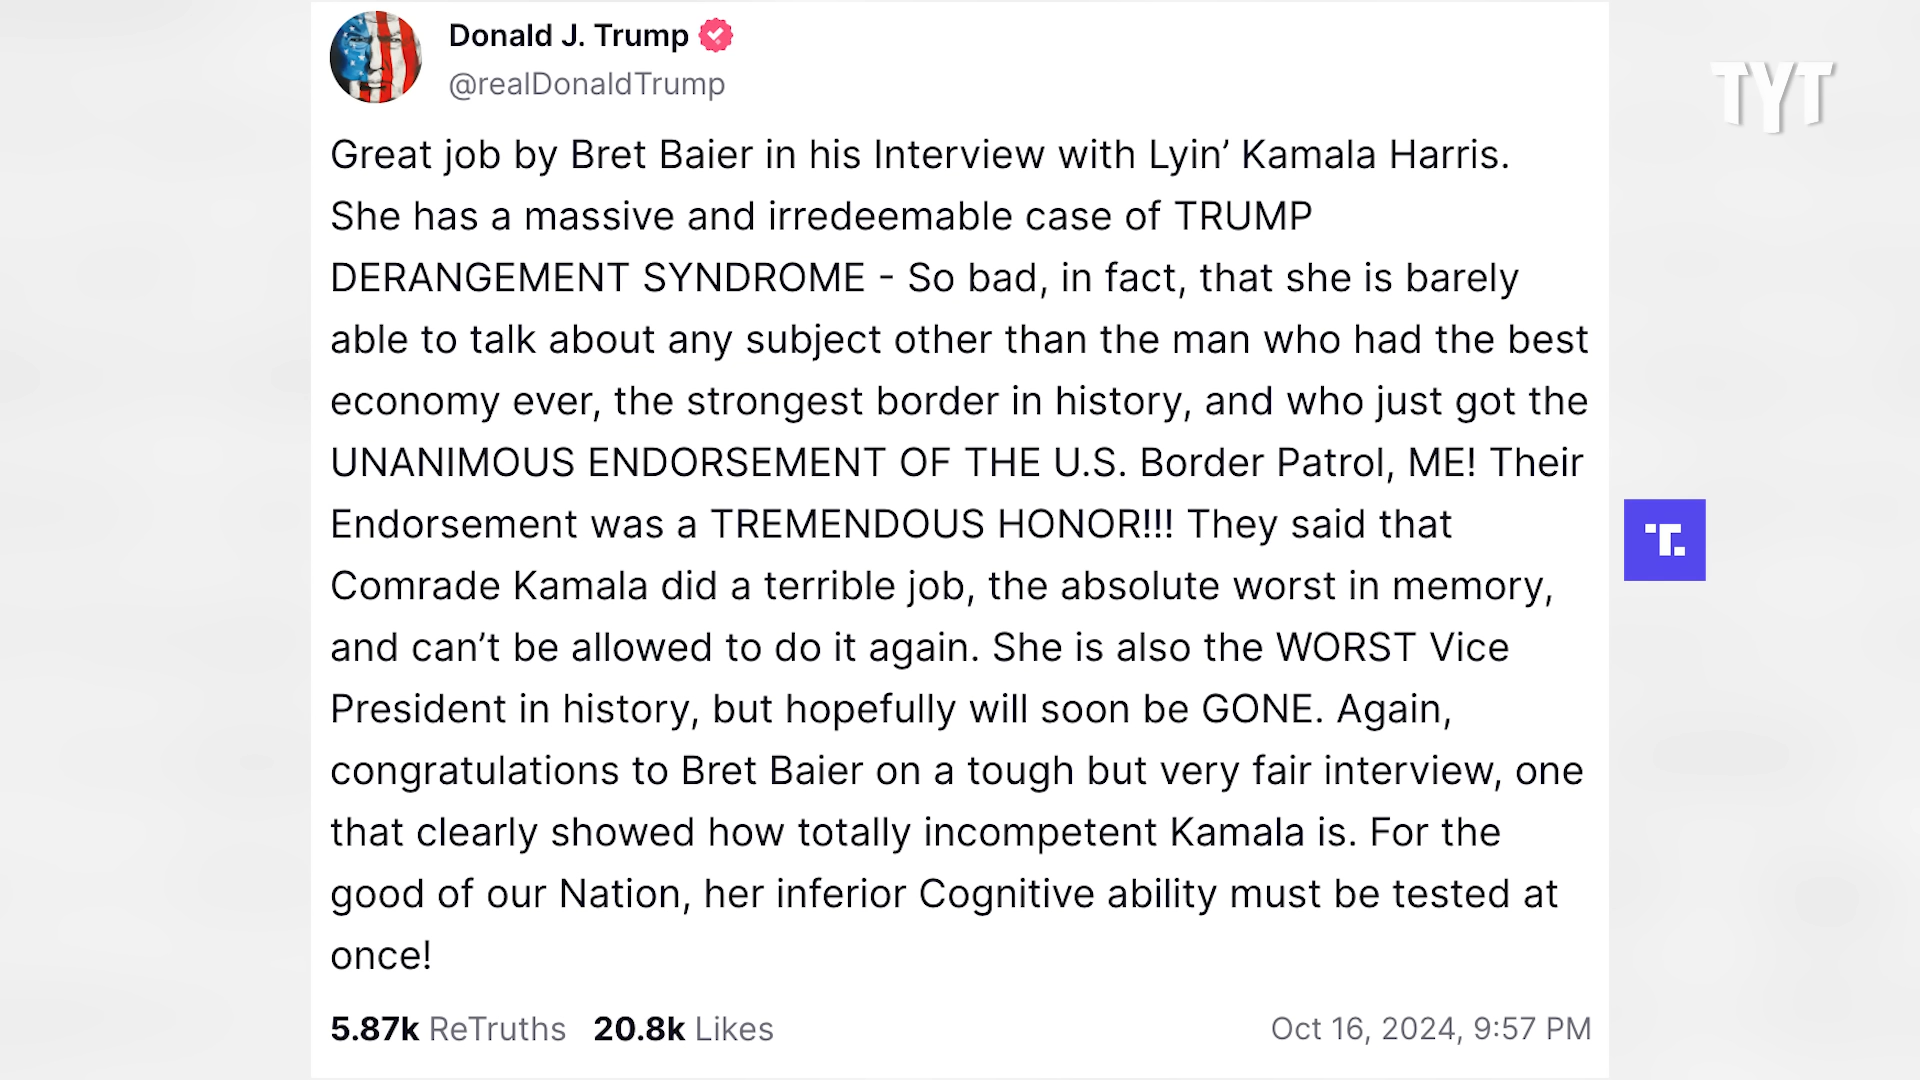 Donald J. Trump
@realDonaldTrump
TYT
Great job by Bret Baier in his Interview with Lyin’ Kamala Harris.
She has a massive and irredeemable case of TRUMP
DERANGEMENT SYNDROME - So bad, in fact, that she is barely
able to talk about any subject other than the man who had the best
economy ever, the strongest border in history, and who just got the
UNANIMOUS ENDORSEMENT OF THE U.S. Border Patrol, ME! Their
Endorsement was a TREMENDOUS HONOR!!! They said that
Comrade Kamala did a terrible job, the absolute worst in memory,
and can’t be allowed to do it again. She is also the WORST Vice
President in history, but hopefully will soon be GONE. Again,
congratulations to Bret Baier on a tough but very fair interview, one
that clearly showed how totally incompetent Kamala is. For the
good of our Nation, her inferior Cognitive ability must be tested at
once!
T.
5.87k ReTruths 20.8k Likes
Oct 16, 2024, 9:57 PM